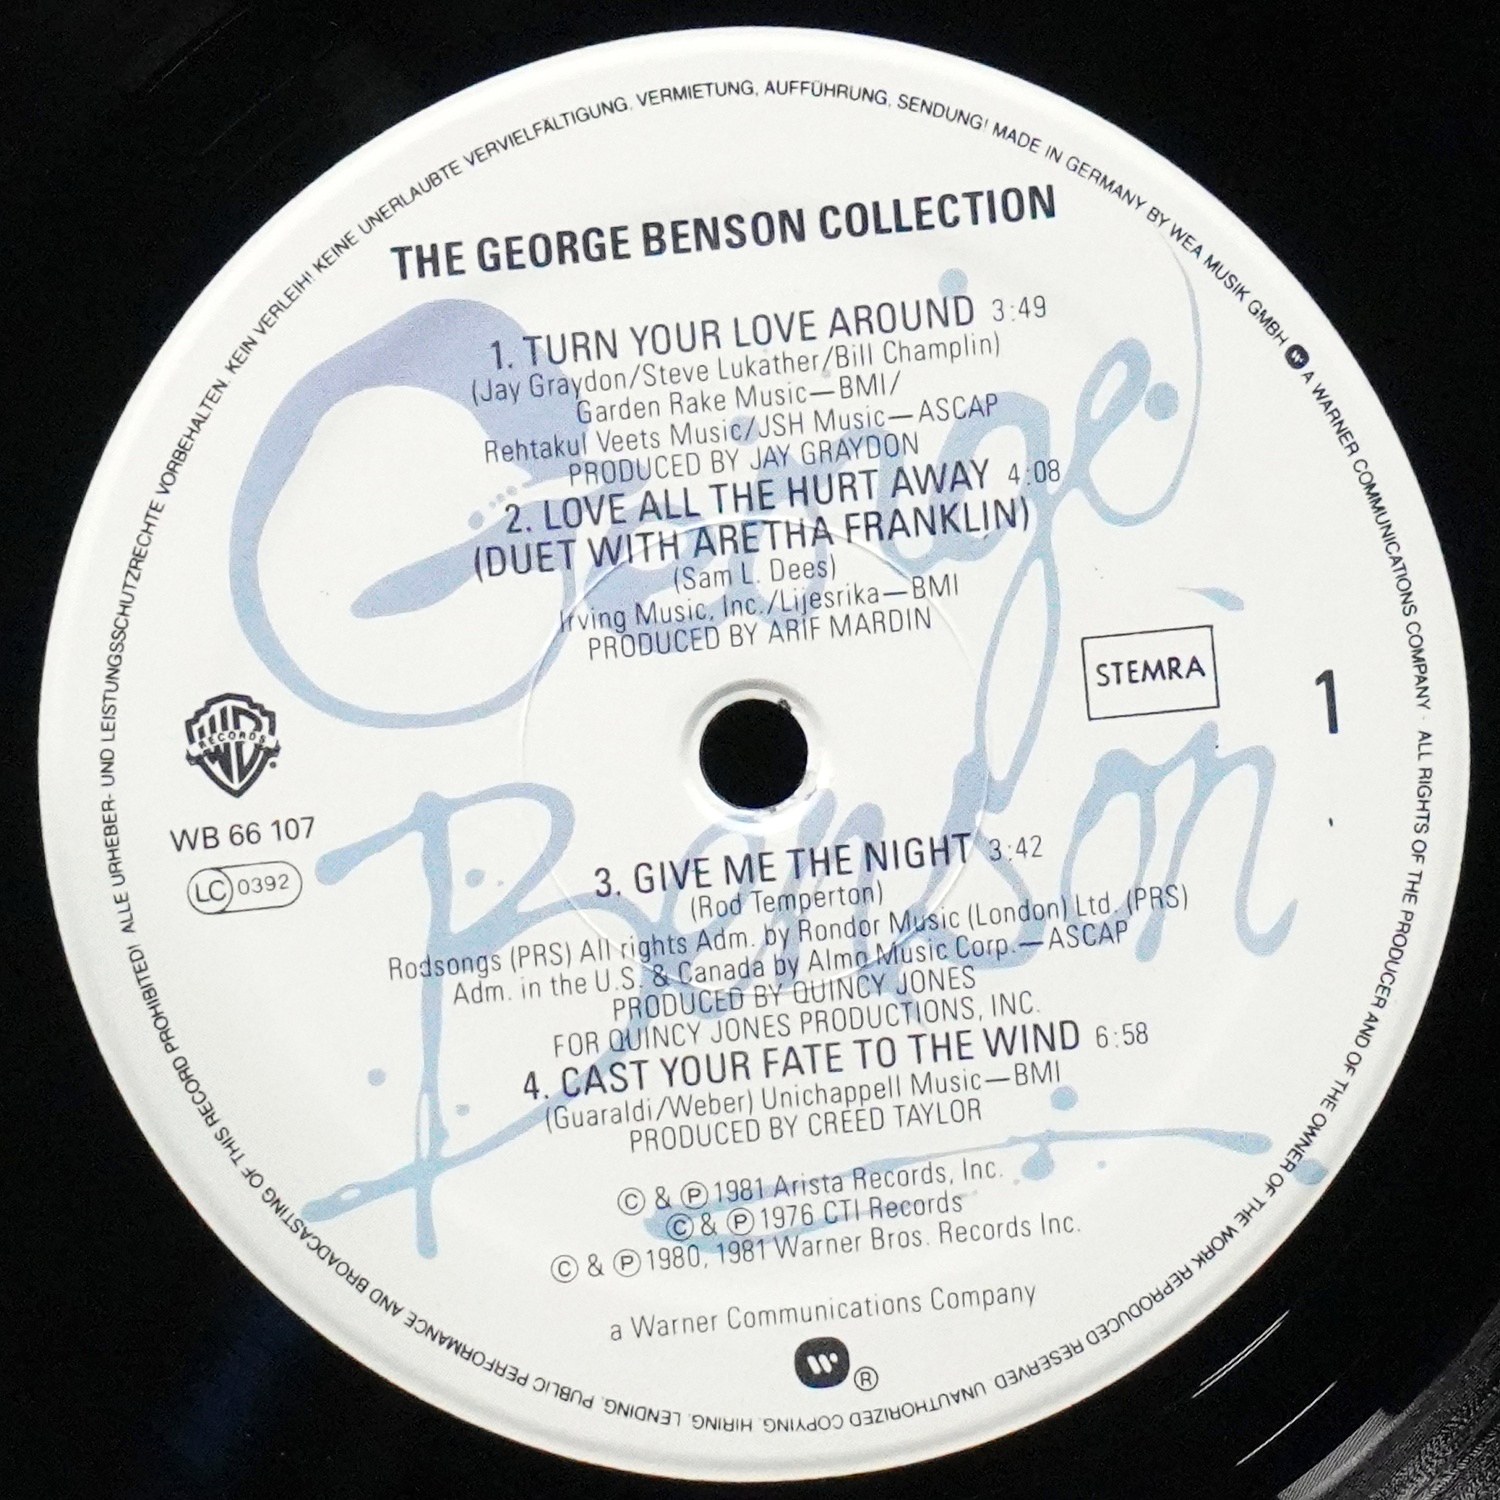 ALLE URHEBER- UND LEISTUNGSSCHUTZRECHTE VORBEHALTEN. KEIN VERLEIH! KEINE UNERLAUBTE VERVIELFÄLTIGUNG, VERMIETUNG, AUFFÜHRUNG, SENDUNG! MADE IN GERMANY BY WEA MUSIK GMBH A WARNER COMMUNICATIONS COMPANY · ALL RIGHTS OF THE PRODUCER AND OF THE OWNER OF THE WORK REPRODUCED RESERVED. UNAUTHORIZED COPYING, HIRING, LENDING, PUBLIC PERFORMANCE AND BROADCASTING OF THIS RECORD PROHIBITED!
THE GEORGE BENSON COLLECTION
George
Benson
1. TURN YOUR LOVE AROUND 3:49
(Jay Graydon/Steve Lukather/Bill Champlin)
Garden Rake Music—BMI/
Rehtakul Veets Music/JSH Music—ASCAP
PRODUCED BY JAY GRAYDON
2. LOVE ALL THE HURT AWAY 4:08
(DUET WITH ARETHA FRANKLIN)
(Sam L. Dees)
Irving Music, Inc./Lijesrika—BMI
PRODUCED BY ARIF MARDIN
STEMRA
1
WB
RECORDS
WB 66 107
LC 0392
3. GIVE ME THE NIGHT 3:42
(Rod Temperton)
Rodsongs (PRS) All rights Adm. by Rondor Music (London) Ltd. (PRS)
Adm. in the U.S. & Canada by Almo Music Corp.—ASCAP
PRODUCED BY QUINCY JONES
FOR QUINCY JONES PRODUCTIONS, INC.
4. CAST YOUR FATE TO THE WIND 6:58
(Guaraldi/Weber) Unichappell Music—BMI
PRODUCED BY CREED TAYLOR
© & ℗ 1981 Arista Records, Inc.
© & ℗ 1976 CTI Records
© & ℗ 1980, 1981 Warner Bros. Records Inc.
a Warner Communications Company
®